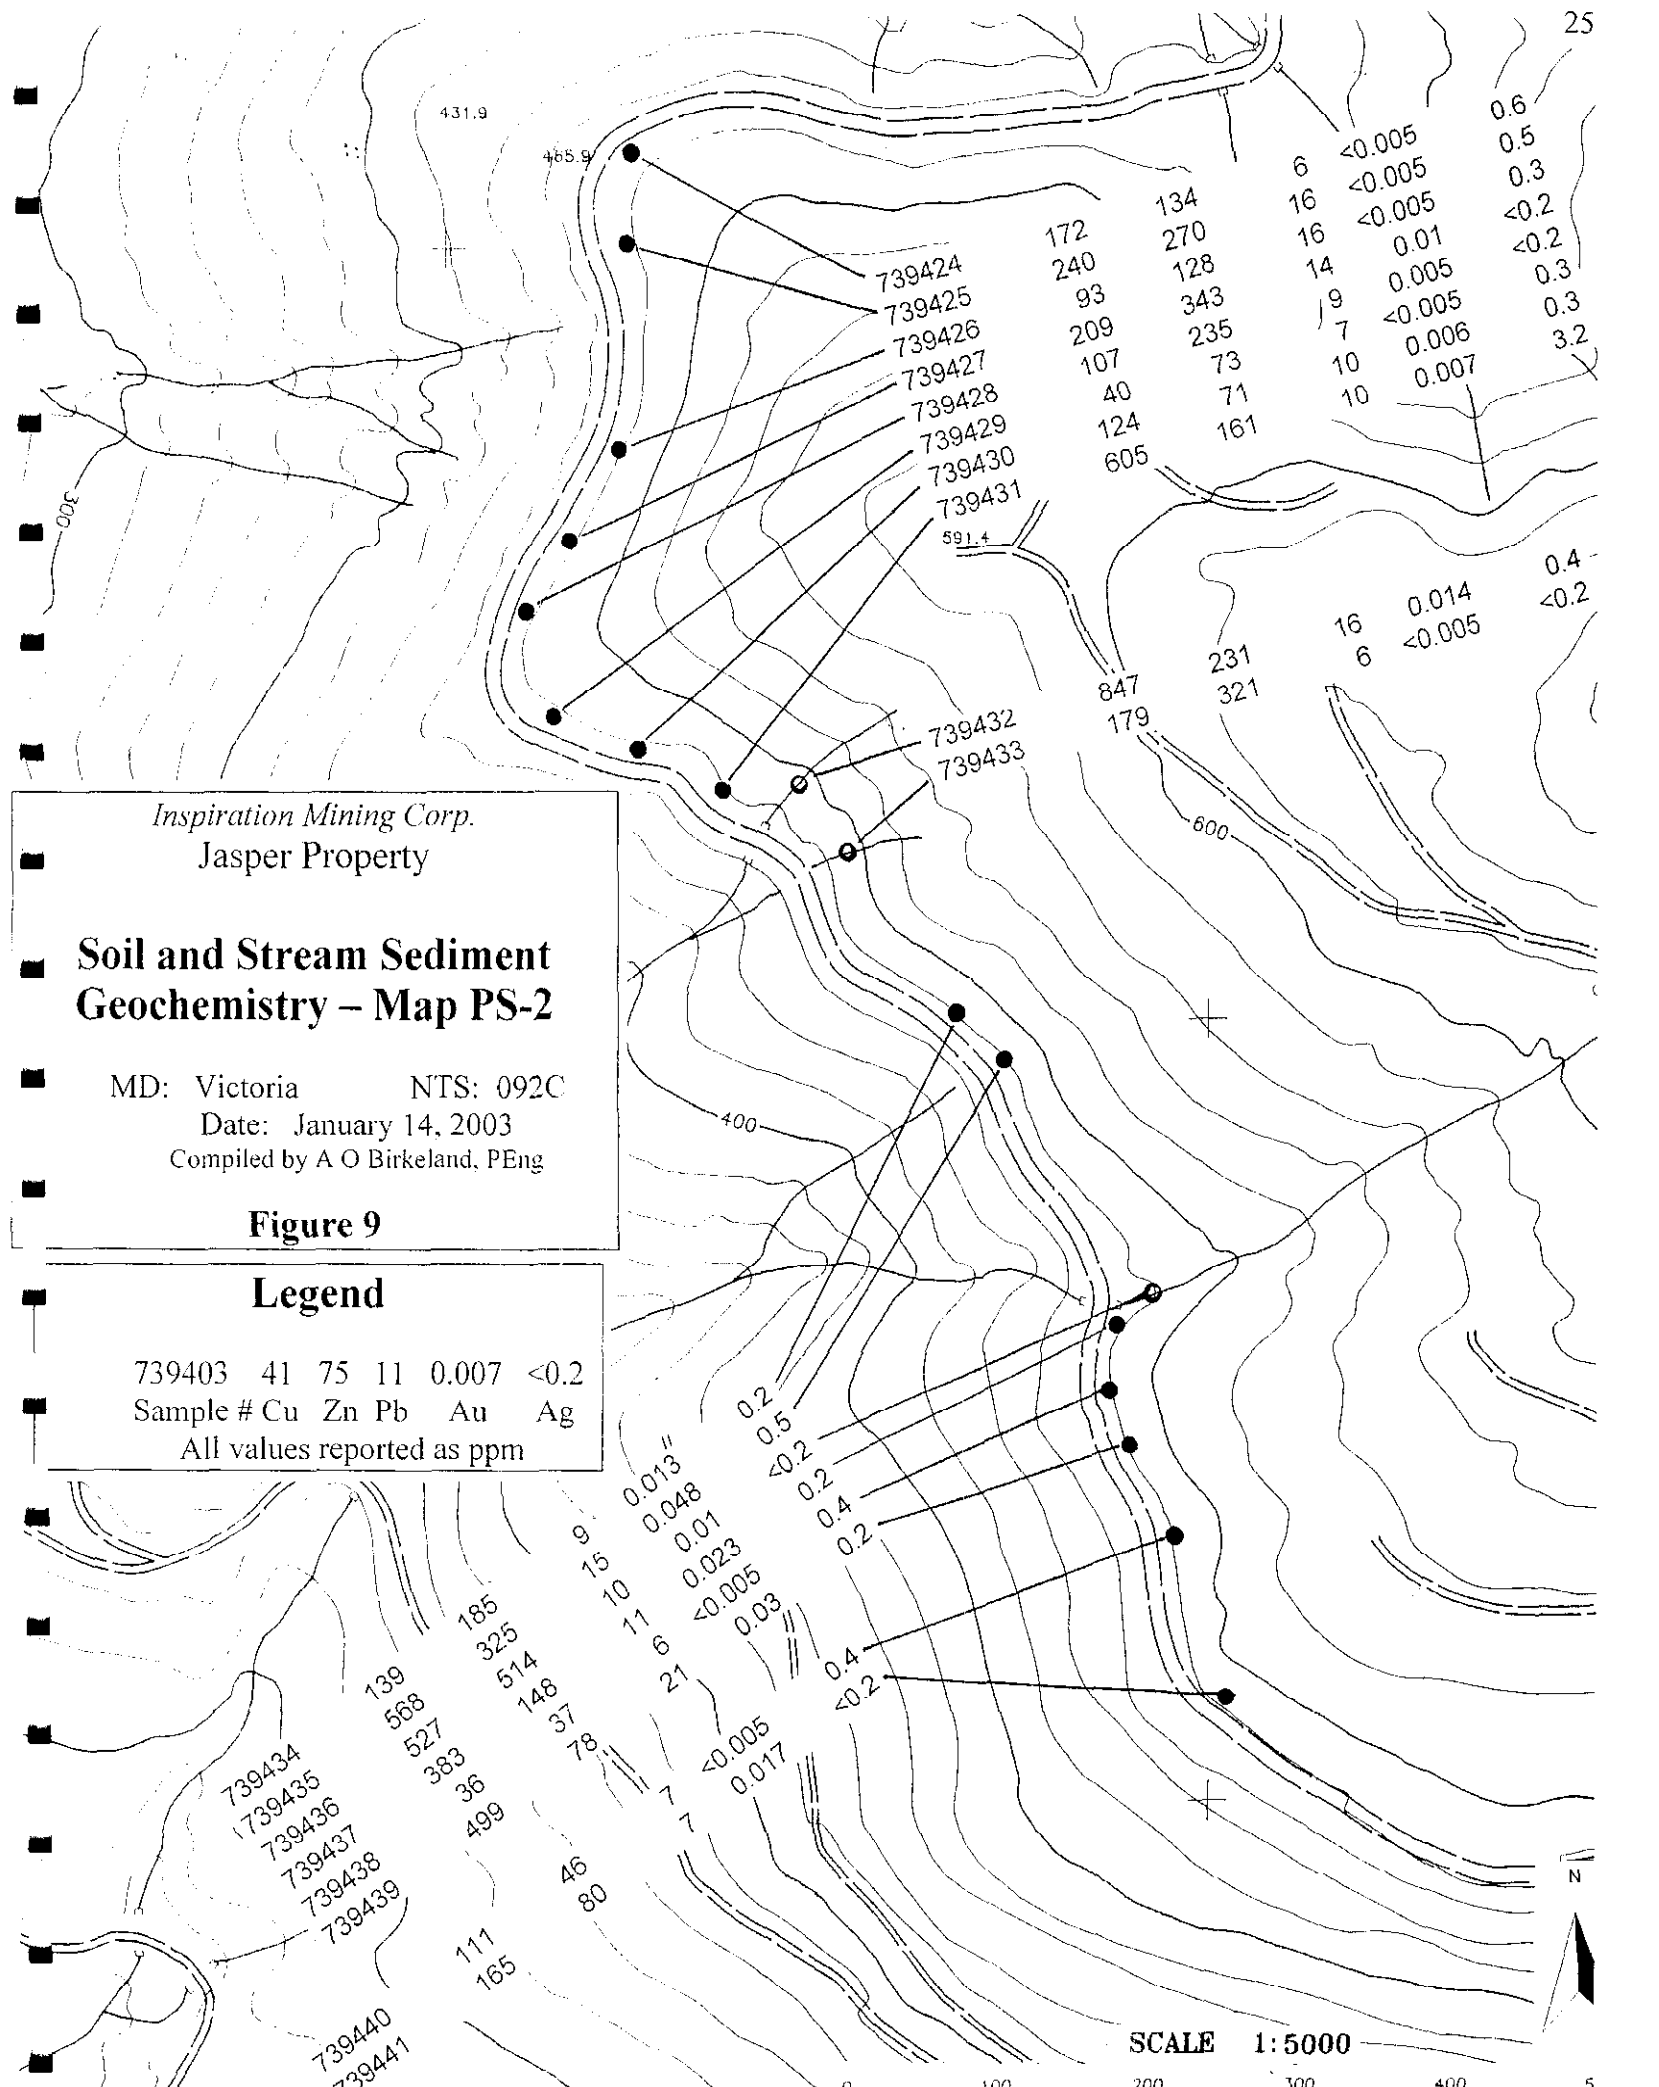 25
431.9
465.9
739424 172 134 6 <0.005 0.6
739425 240 270 16 <0.005 0.5
739426 93 128 16 <0.005 0.3
739427 209 343 14 0.01 <0.2
739428 107 235 9 0.005 <0.2
739429 40 73 7 <0.005 0.3
739430 124 71 10 0.006 0.3
739431 605 161 10 0.007 3.2
591.4
300
739432 847 231 16 0.014 0.4
739433 179 321 6 <0.005 <0.2
600
Inspiration Mining Corp.
Jasper Property
Soil and Stream Sediment
Geochemistry – Map PS-2
MD: Victoria NTS: 092C
Date: January 14, 2003
Compiled by A O Birkeland, PEng
Figure 9
400
Legend
739403 41 75 11 0.007 <0.2
Sample # Cu Zn Pb Au Ag
All values reported as ppm
739434 139 185 9 0.013 0.2
739435 568 325 15 0.048 0.5
739436 527 514 10 0.01 <0.2
739437 383 148 11 0.023 0.2
739438 36 37 6 <0.005 0.4
739439 499 78 21 0.03 0.2
739440 111 46 7 <0.005 0.4
739441 165 80 7 0.017 <0.2
N
SCALE 1:5000
0 100 200 300 400